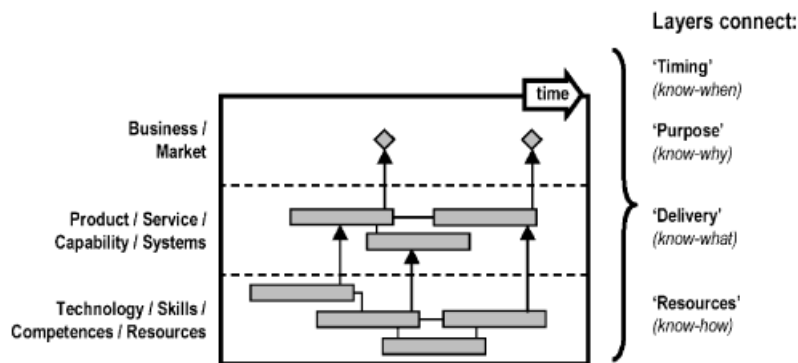 Layers connect:
time
'Timing'
(know-when)
Business /
Market
'Purpose'
(know-why)
Product / Service /
Capability / Systems
'Delivery'
(know-what)
Technology / Skills /
Competences / Resources
'Resources'
(know-how)